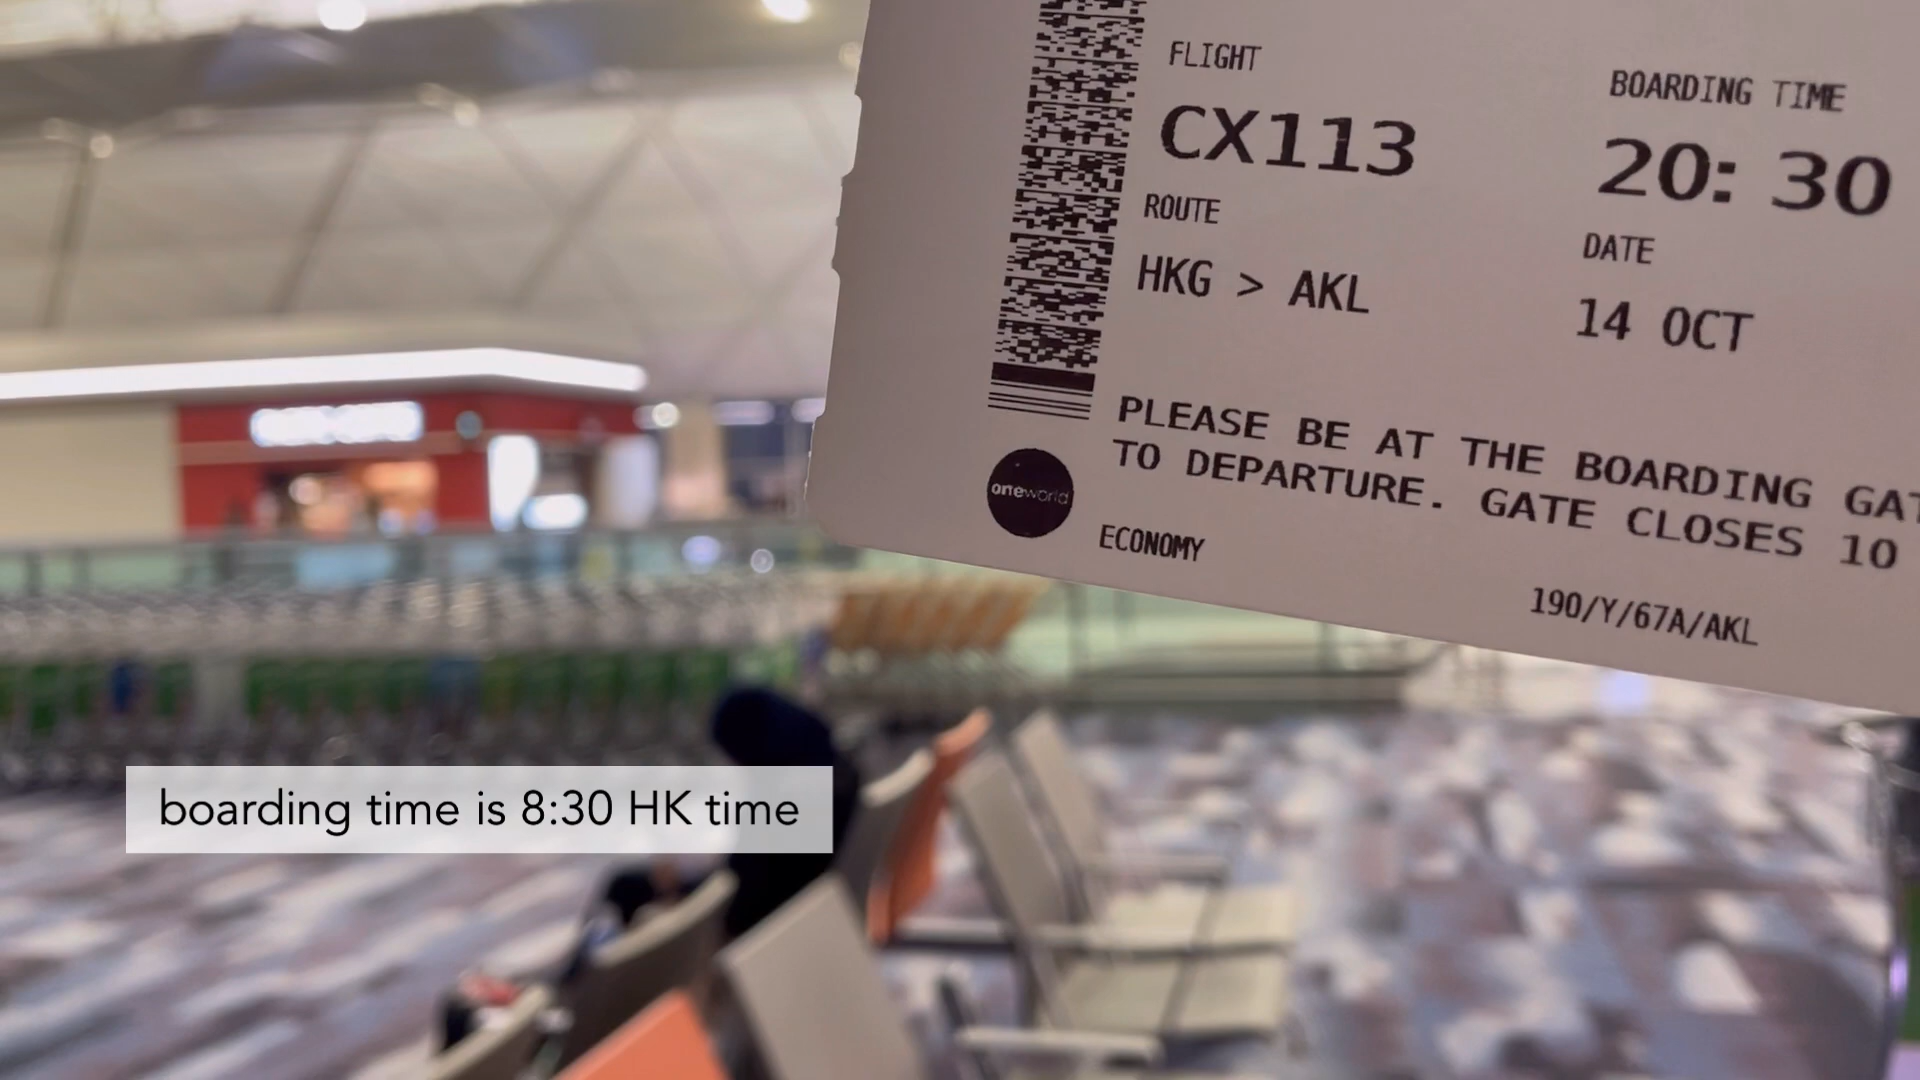 FLIGHT
BOARDING TIME
CX113
20: 30
ROUTE
DATE
HKG > AKL
14 OCT
PLEASE BE AT THE BOARDING
TO DEPARTURE. GATE CLOSES 10
oneworld
ECONOMY
190/Y/67A/AKL
boarding time is 8:30 HK time